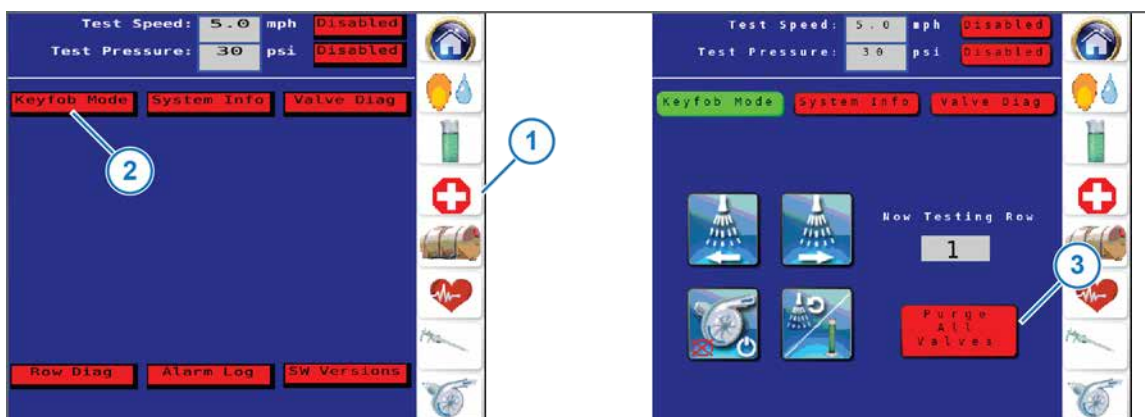 Test Speed: 5.0 mph Disabled
Test Pressure: 30 psi Disabled
Keyfob Mode System Info Valve Diag
2
1
Row Diag Alarm Log SW Versions
Test Speed: 5.0 mph Disabled
Test Pressure: 30 psi Disabled
Keyfob Mode System Info Valve Diag
Now Testing Row
1
3
Purge
All
Valves